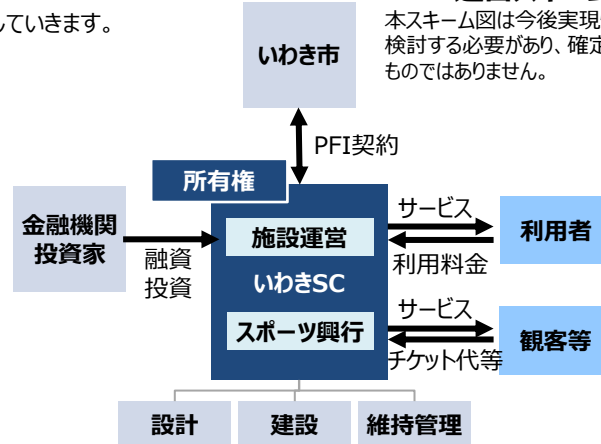 していきます。
本スキーム図は今後実現
検討する必要があり、確定
ものではありません。
いわき市
PFI契約
所有権
金融機関
投資家
融資
投資
施設運営
いわきSC
スポーツ興行
サービス
利用料金
利用者
サービス
チケット代等
観客等
設計
建設
維持管理